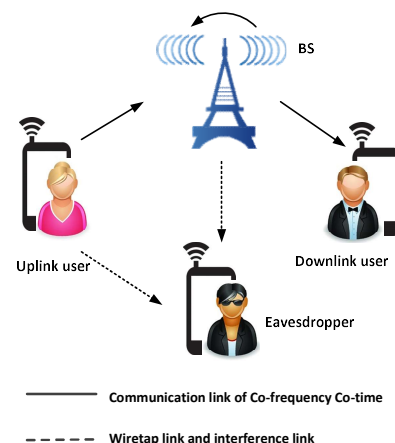 BS
Uplink user
Downlink user
Eavesdropper
Communication link of Co-frequency Co-time
Wiretap link and interference link